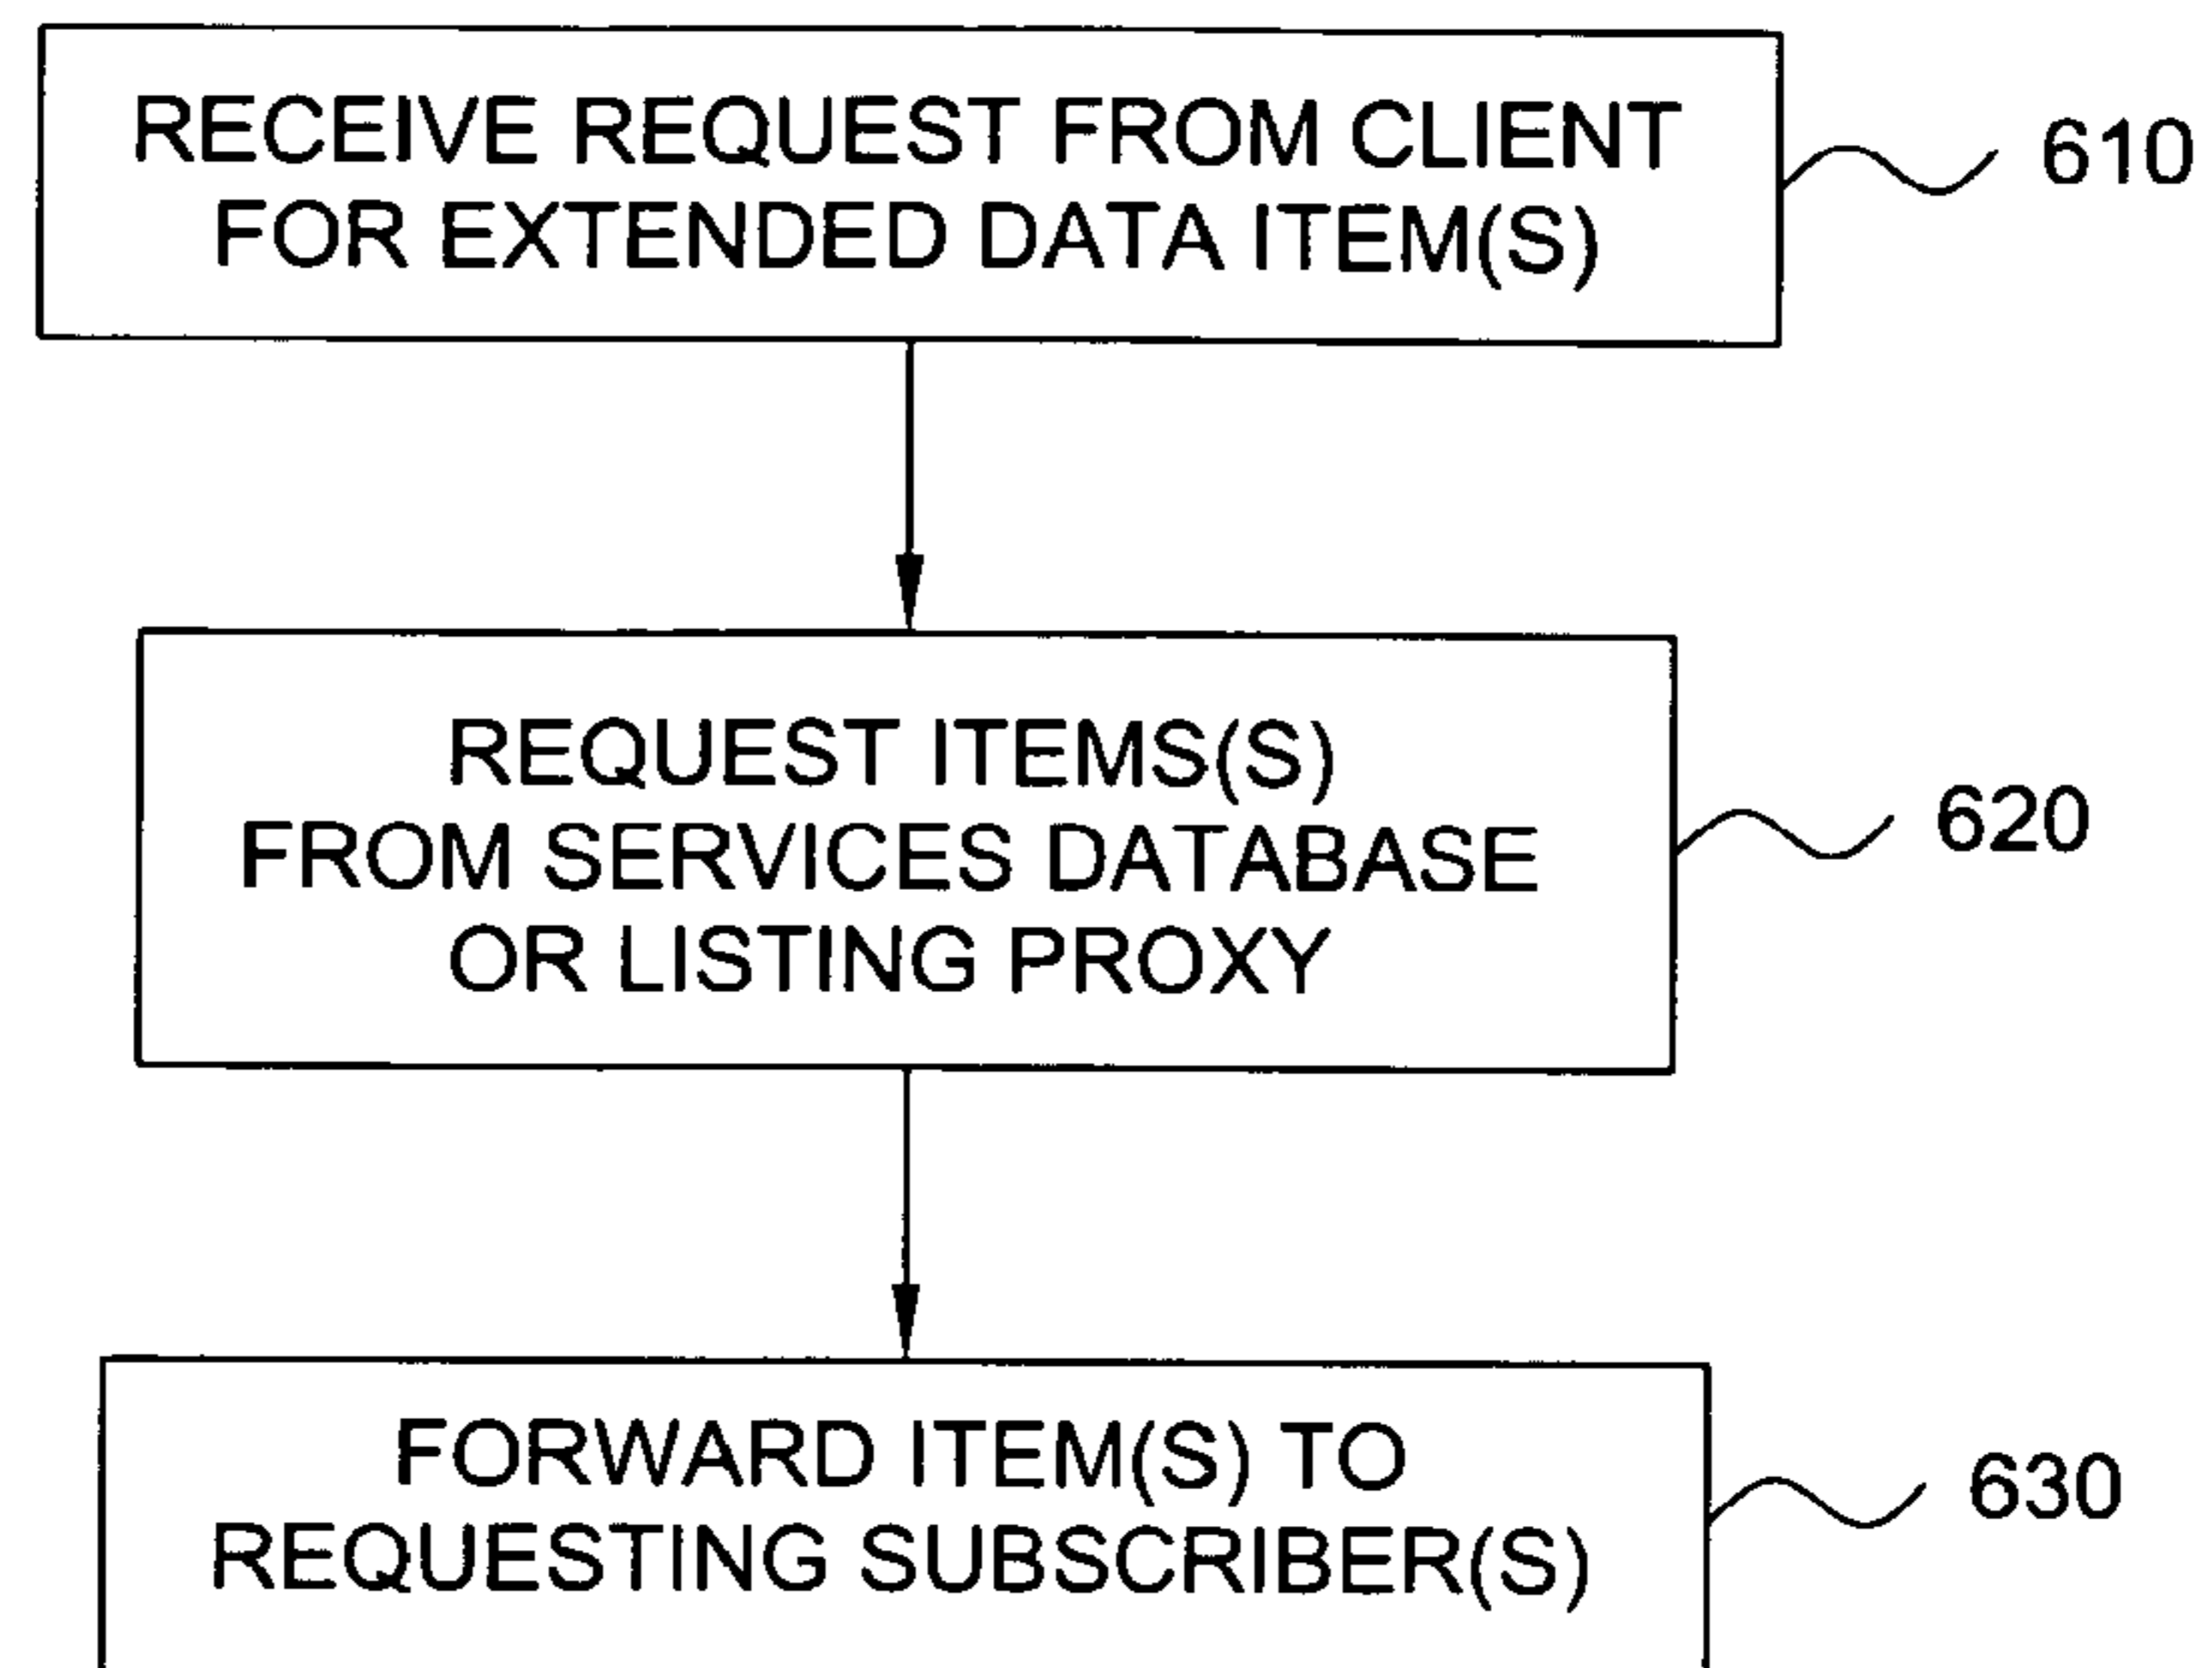 RECEIVE REQUEST FROM CLIENT
FOR EXTENDED DATA ITEM(S)
610
REQUEST ITEMS(S)
FROM SERVICES DATABASE
OR LISTING PROXY
620
FORWARD ITEM(S) TO
REQUESTING SUBSCRIBER(S)
630